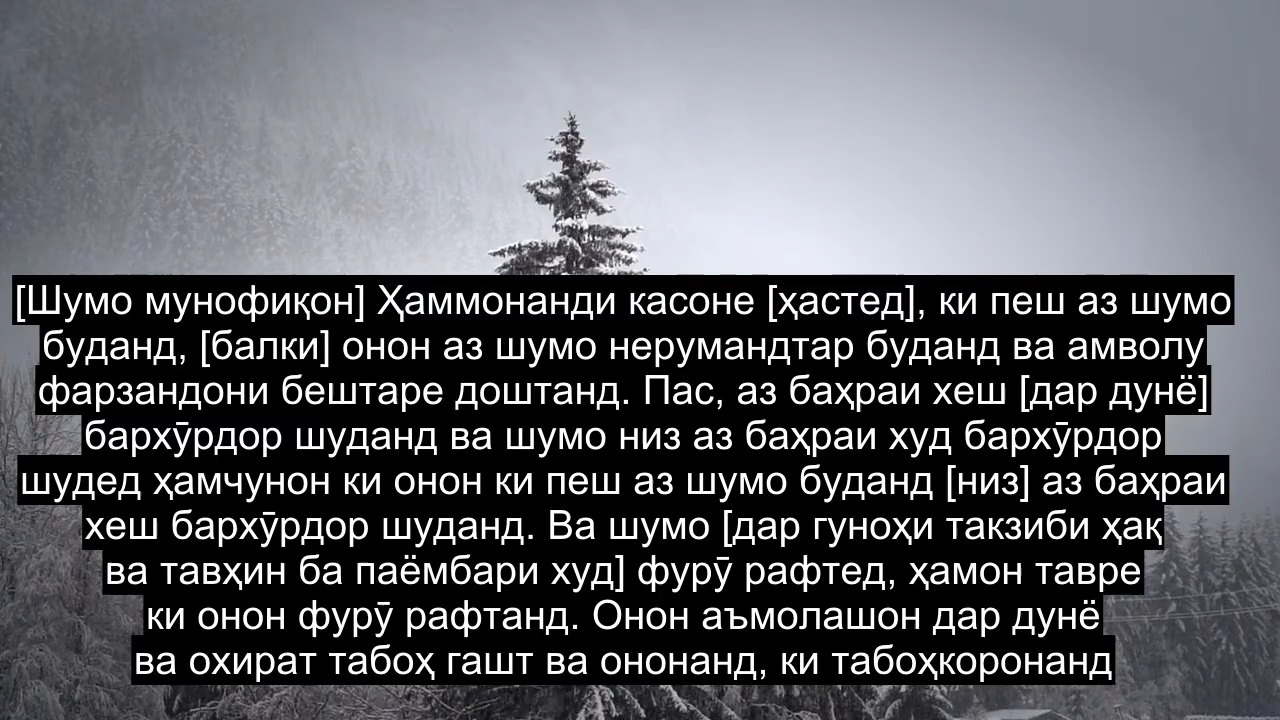 [Шумо мунофиқон] Ҳаммонанди касоне [ҳастед], ки пеш аз шумо
буданд, [балки] онон аз шумо нерумандтар буданд ва амволу
фарзандони бештаре доштанд. Пас, аз баҳраи хеш [дар дунё]
бархӯрдор шуданд ва шумо низ аз баҳраи худ бархӯрдор
шудед ҳамчунон ки онон ки пеш аз шумо буданд [низ] аз баҳраи
хеш бархӯрдор шуданд. Ва шумо [дар гуноҳи такзиби ҳақ
ва тавҳин ба паёмбари худ] фурӯ рафтед, ҳамон тавре
ки онон фурӯ рафтанд. Онон аъмолашон дар дунё
ва охират табоҳ гашт ва ононанд, ки табоҳкоронанд